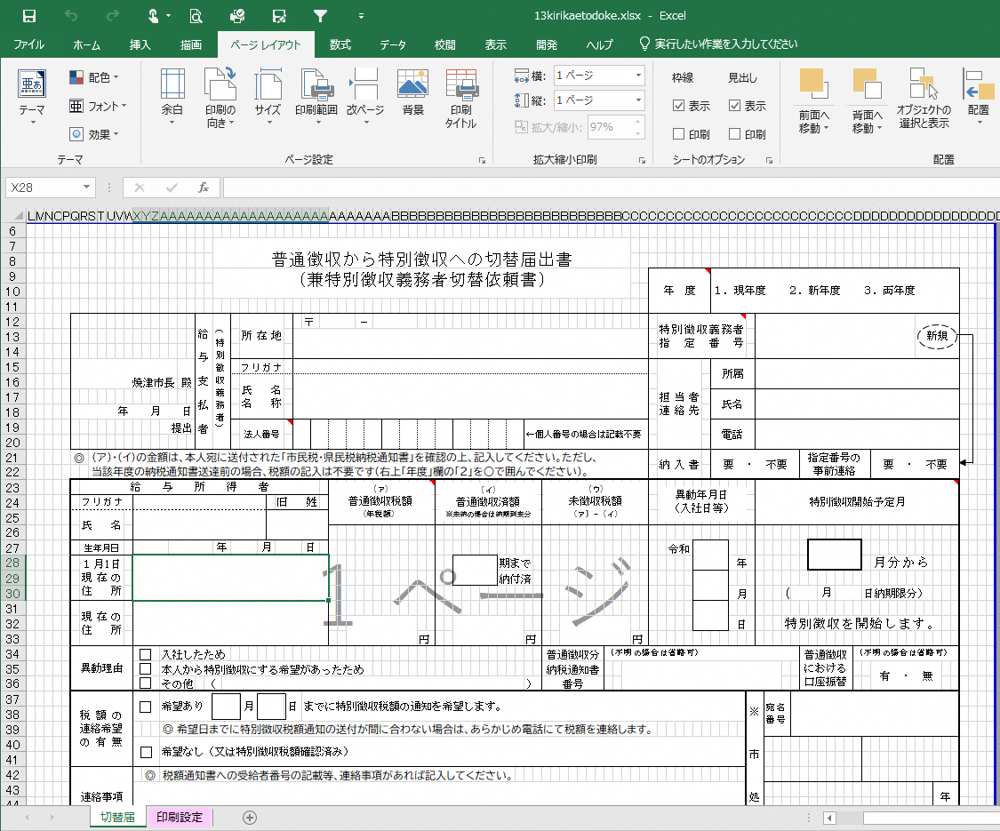 13kirikaetodoke.xlsx - Excel
ファイル ホーム 挿入 描画 ページ レイアウト 数式 データ 校閲 表示 開発 ヘルプ 実行したい作業を入力してください
テーマ
配色
フォント
効果
テーマ
余白
印刷の向き
サイズ
印刷範囲
改ページ
背景
印刷タイトル
ページ設定
横: 1 ページ
縦: 1 ページ
拡大/縮小: 97%
拡大縮小印刷
枠線 見出し
表示 表示
印刷 印刷
シートのオプション
前面へ移動
背面へ移動
オブジェクトの選択と表示
配置
配置
X28
fx
6
7
8
9
10
11
12
13
14
15
16
17
18
19
20
21
22
23
24
25
26
27
28
29
30
31
32
33
34
35
36
37
38
39
40
41
42
43
44
普通徴収から特別徴収への切替届出書
（兼特別徴収義務者切替依頼書）
年 度
1. 現年度 2. 新年度 3. 両年度
焼津市長 殿
年 月 日
提出
給与支払者
（特別徴収義務者）
所在地
〒 －
フリガナ
氏 名
名 称
法人番号
←個人番号の場合は記載不要
特別徴収義務者
指 定 番 号
新規
担当者
連絡先
所属
氏名
電話
◎ （ア）・（イ）の金額は、本人宛に送付された「市民税・県民税納税通知書」を確認の上、記入してください。ただし、
当該年度の納税通知書送達前の場合、税額の記入は不要です（右上「年度」欄の「２」を○で囲んでください）。
納入書
要 ・ 不要
指定番号の
事前連絡
要 ・ 不要
給 与 所 得 者
フリガナ
旧 姓
氏 名
生年月日
年 月 日
１月1日
現在の
住 所
現在の
住 所
（ア）
普通徴収税額
（年税額）
円
（イ）
普通徴収済額
※未納の場合は納期到来分
期まで
納付済
円
（ウ）
未徴収税額
（ア）－（イ）
円
異動年月日
（入社日等）
令和
年
月
日
特別徴収開始予定月
月分から
（ 月 日納期限分）
特別徴収を開始します。
1 ページ
異動理由
入社したため
本人から特別徴収にする希望があったため
その他 （ ）
普通徴収分
納税通知書
番号
（不明の場合は省略可）
普通徴収
における
口座振替
（不明の場合は省略可）
有 ・ 無
税額の
連絡希望
の有無
希望あり 月 日 までに特別徴収税額の通知を希望します。
◎ 希望日までに特別徴収税額通知の送付が間に合わない場合は、あらかじめ電話にて税額を連絡します。
希望なし（又は特別徴収税額確認済み）
※
市
処
宛名
番号
年
連絡事項
◎ 税額通知書への受給者番号の記載等、連絡事項があれば記入してください。
切替届 印刷設定